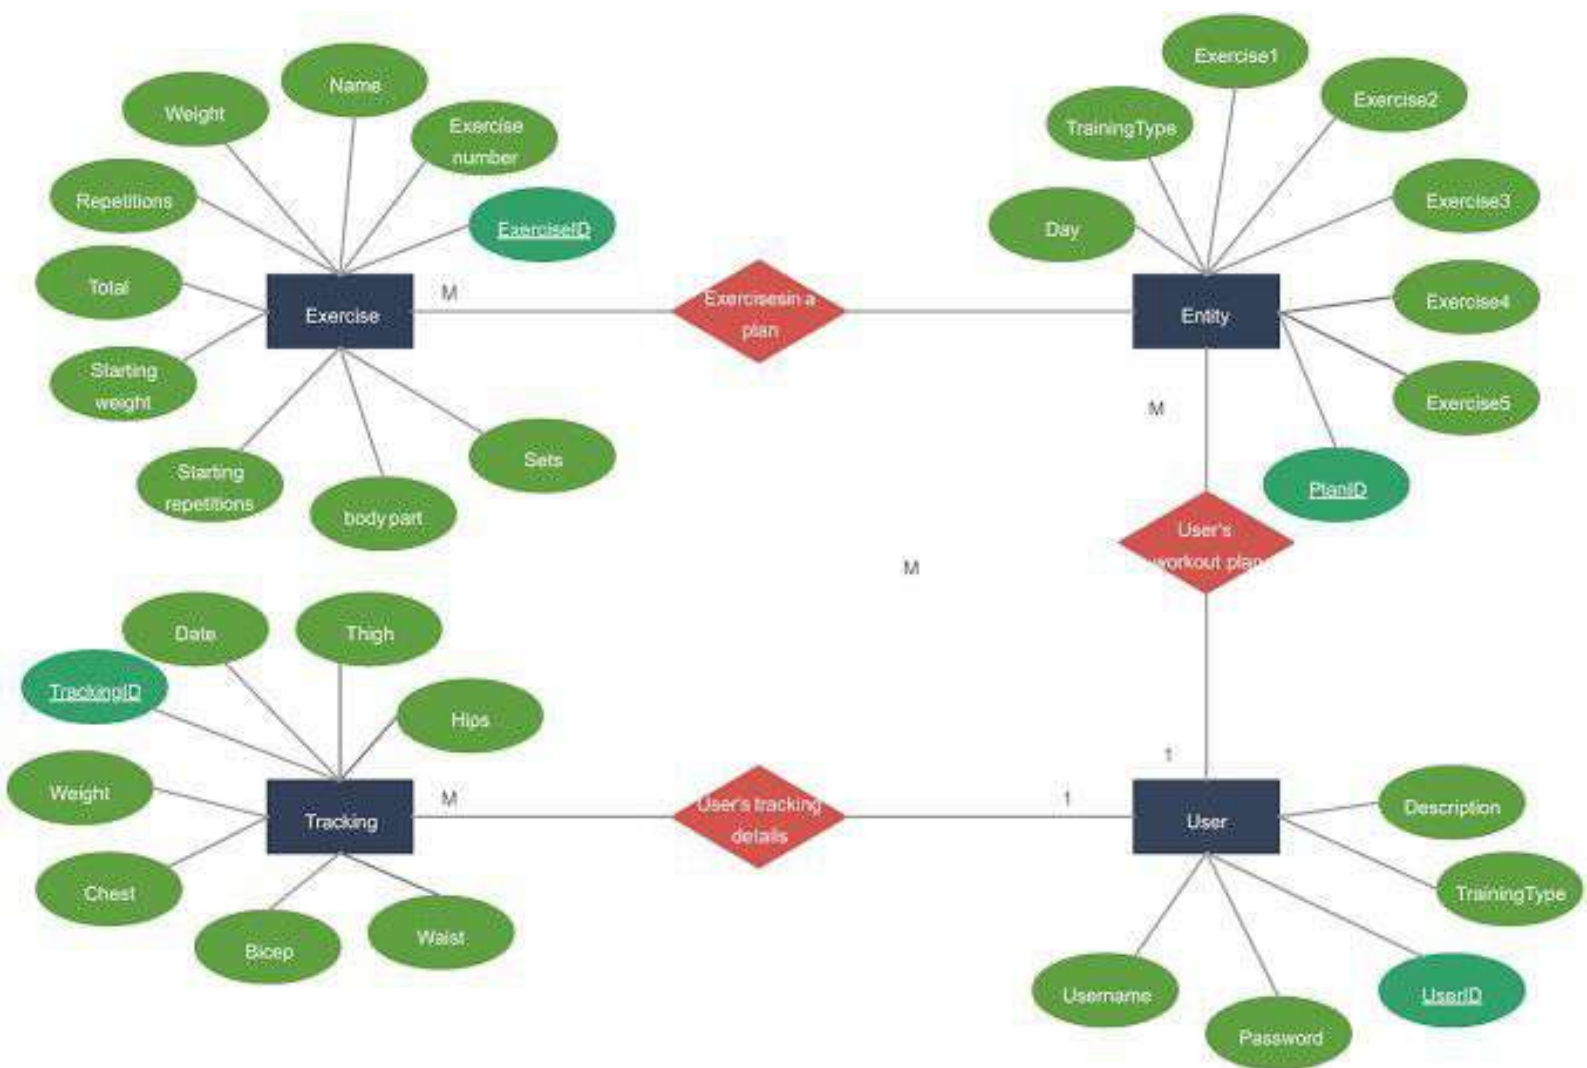 Exercise1
Name
Exercise2
Weight
Exercise
number
TrainingType
Repetitions
Exercise3
ExerciseID
Day
Total
M
Exercisesin a
plan
Exercise
Entity
Exercise4
Starting
weight
M
Exercise5
Starting
repetitions
Sets
body part
PlanID
User's
workout plan
M
Date
Thigh
TrackingID
Hips
1
Weight
M
User's tracking
details
1
Tracking
User
Description
Chest
TrainingType
Bicep
Waist
Username
UserID
Password